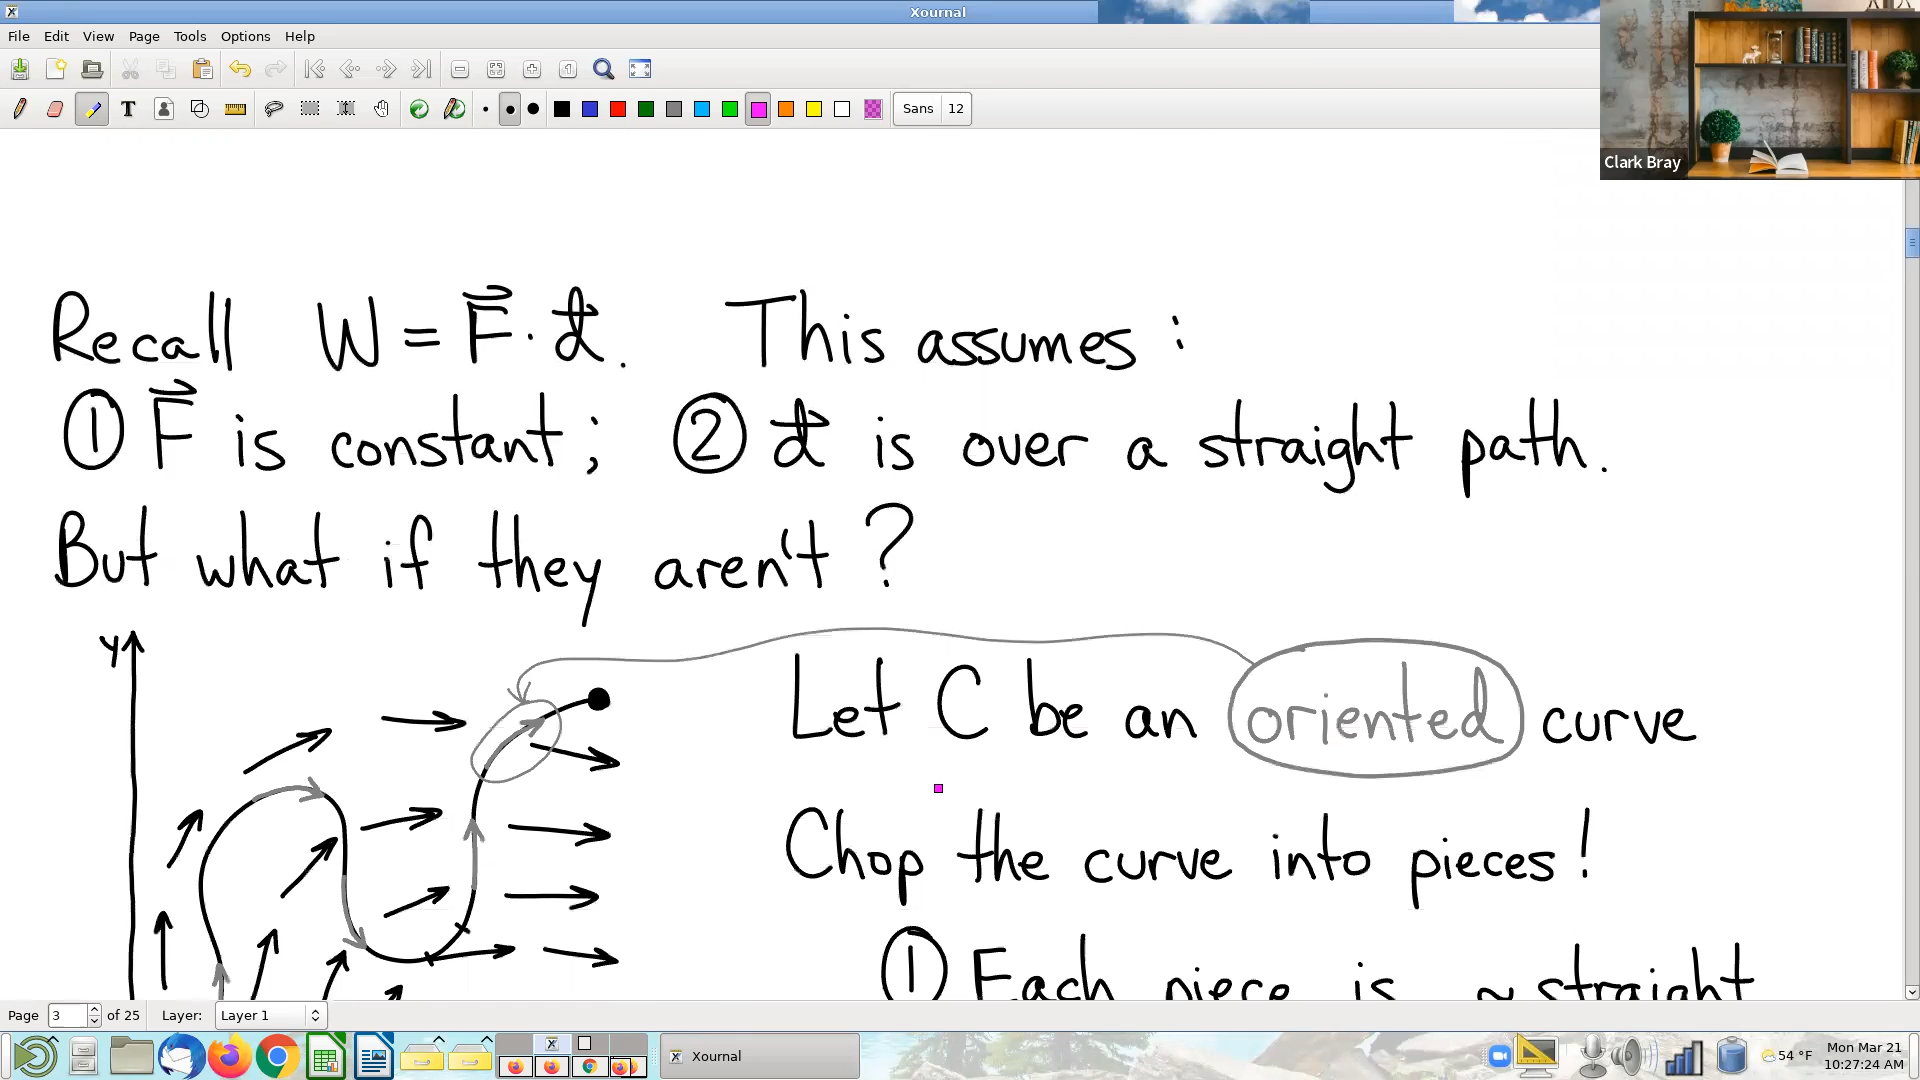 Xournal
File Edit View Page Tools Options Help
Sans 12
Clark Bray
Recall W = F⃗ · d⃗. This assumes :
① F⃗ is constant; ② d⃗ is over a straight path.
But what if they aren't ?
y
Let C be an oriented curve
Chop the curve into pieces!
① Each piece is ~ straight
Page 3 of 25 Layer: Layer 1
Xournal
54 °F
Mon Mar 21
10:27:24 AM